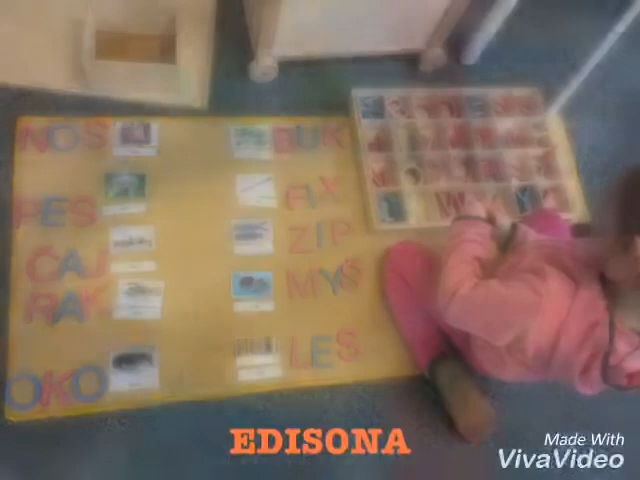 NOS
BUK
PES
FIX
ČAJ
ZIP
RAK
MYŠ
OKO
LES
EDISONA
Made With
VivaVideo